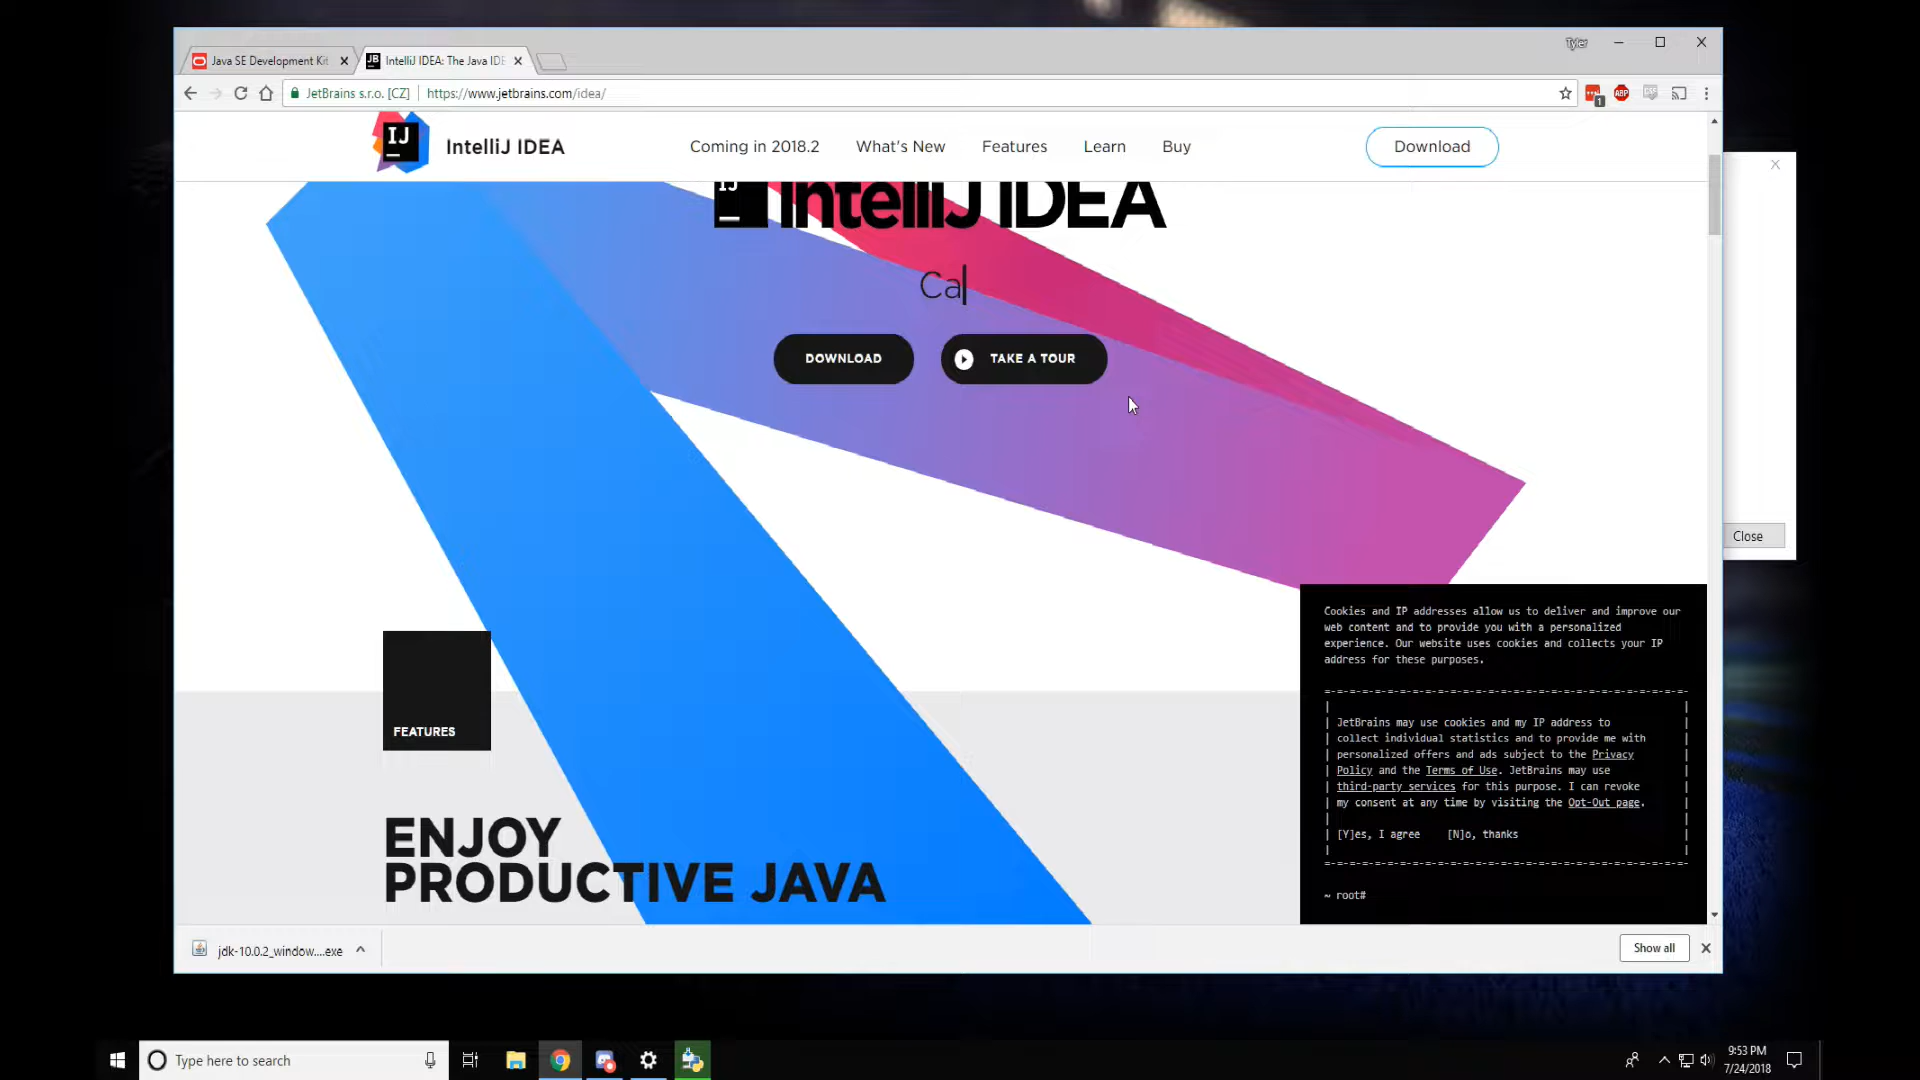 Tyler
Java SE Development Kit
IntelliJ IDEA: The Java IDE
JetBrains s.r.o. [CZ]
https://www.jetbrains.com/idea/
1
ABP
IJ
IntelliJ IDEA
Coming in 2018.2
What's New
Features
Learn
Buy
Download
IJ
IntelliJ IDEA
Ca
DOWNLOAD
TAKE A TOUR
Close
FEATURES
ENJOY
PRODUCTIVE JAVA
Cookies and IP addresses allow us to deliver and improve our
web content and to provide you with a personalized
experience. Our website uses cookies and collects your IP
address for these purposes.
JetBrains may use cookies and my IP address to
collect individual statistics and to provide me with
personalized offers and ads subject to the Privacy
Policy and the Terms of Use. JetBrains may use
third-party services for this purpose. I can revoke
my consent at any time by visiting the Opt-Out page.
[Y]es, I agree [N]o, thanks
~ root#
jdk-10.0.2_window....exe
Show all
Type here to search
9:53 PM
7/24/2018